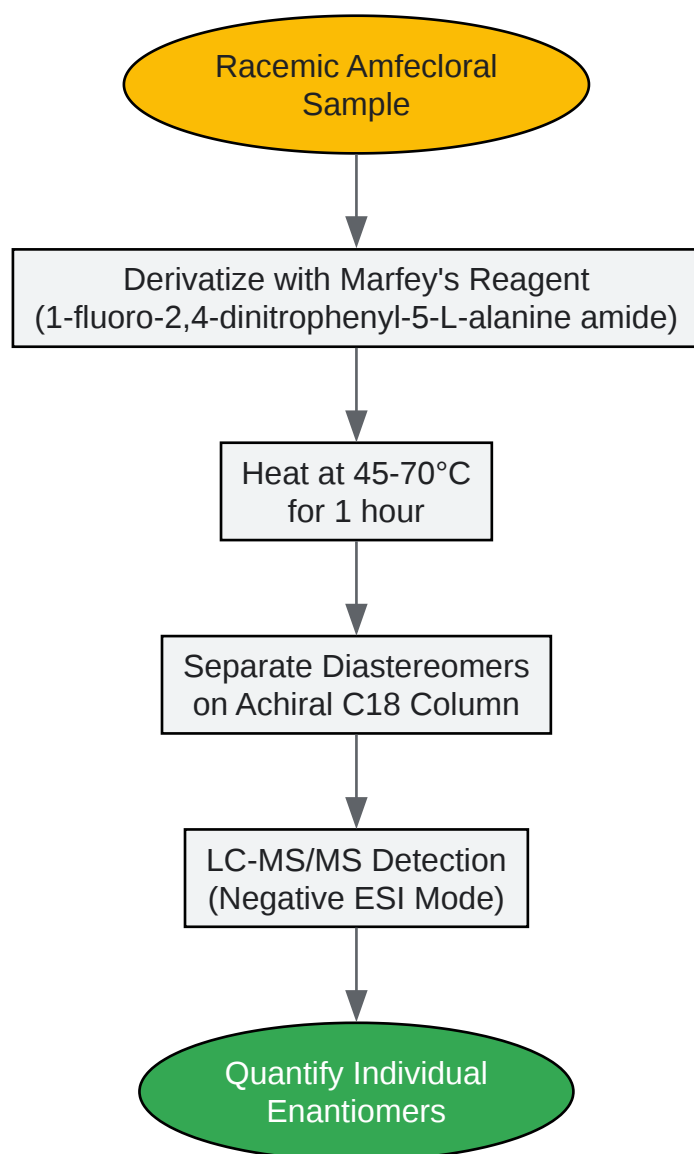 Racemic Amfecloral
Sample
Derivatize with Marfey's Reagent
(1-fluoro-2,4-dinitrophenyl-5-L-alanine amide)
Heat at 45-70°C
for 1 hour
Separate Diastereomers
on Achiral C18 Column
LC-MS/MS Detection
(Negative ESI Mode)
Quantify Individual
Enantiomers